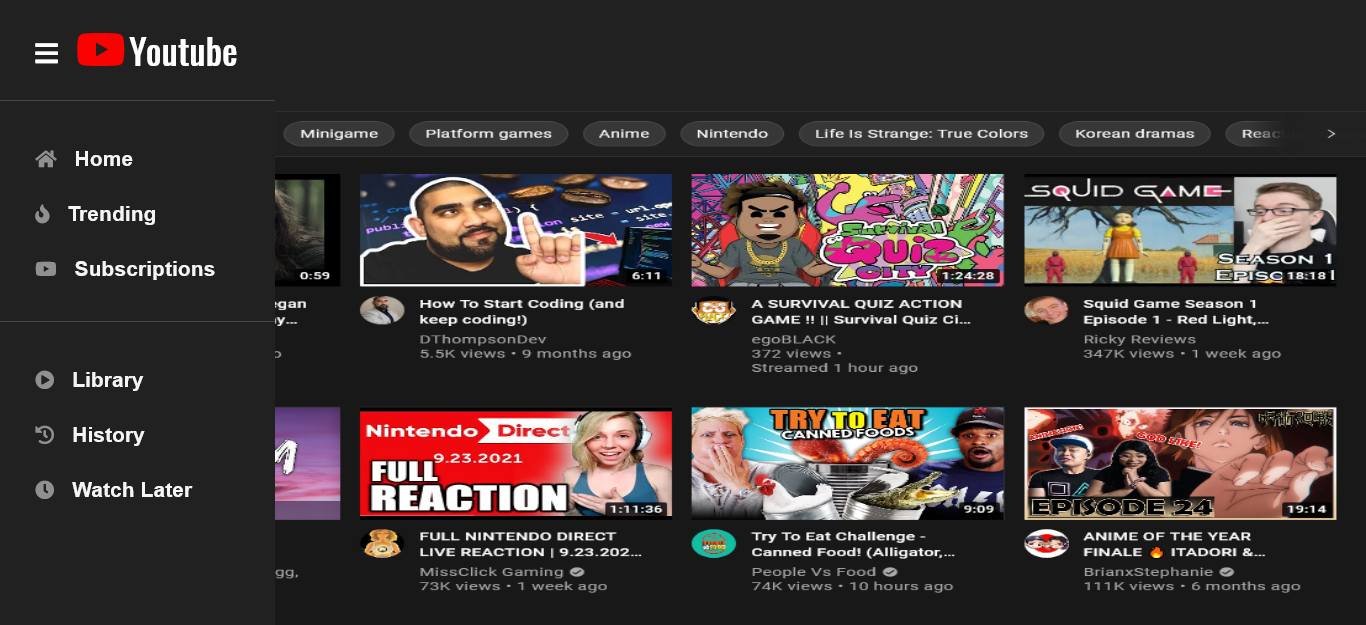 Youtube
Home
Trending
Subscriptions
Library
History
Watch Later
Minigame
Platform games
Anime
Nintendo
Life Is Strange: True Colors
Korean dramas
Reac
>
0:59
egan
y...
site = url.
site.
publi
6:11
How To Start Coding (and
keep coding!)
DThompsonDev
5.5K views • 9 months ago
Survival
QUIZ
CITY
1:24:28
A SURVIVAL QUIZ ACTION
GAME !! || Survival Quiz Ci...
egoBLACK
372 views •
Streamed 1 hour ago
SQUID GAME
SEASON 1
EPISO
18:18
Squid Game Season 1
Episode 1 - Red Light,...
Ricky Reviews
347K views • 1 week ago
gg,
Nintendo Direct
9.23.2021
FULL
REACTION
1:11:36
FULL NINTENDO DIRECT
LIVE REACTION | 9.23.202...
MissClick Gaming
73K views • 1 week ago
TRY TO EAT
CANNED FOODS
9:09
Try To Eat Challenge -
Canned Food! (Alligator,...
People Vs Food
74K views • 10 hours ago
GOD LIKE!
EPISODE 24
19:14
ANIME OF THE YEAR
FINALE 🔥 ITADORI &...
BrianxStephanie
111K views • 6 months ago